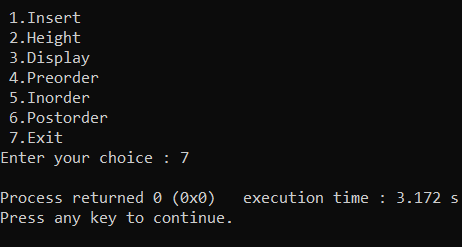 1.Insert
2.Height
3.Display
4.Preorder
5.Inorder
6.Postorder
7.Exit
Enter your choice : 7
Process returned 0 (0x0)   execution time : 3.172 s
Press any key to continue.